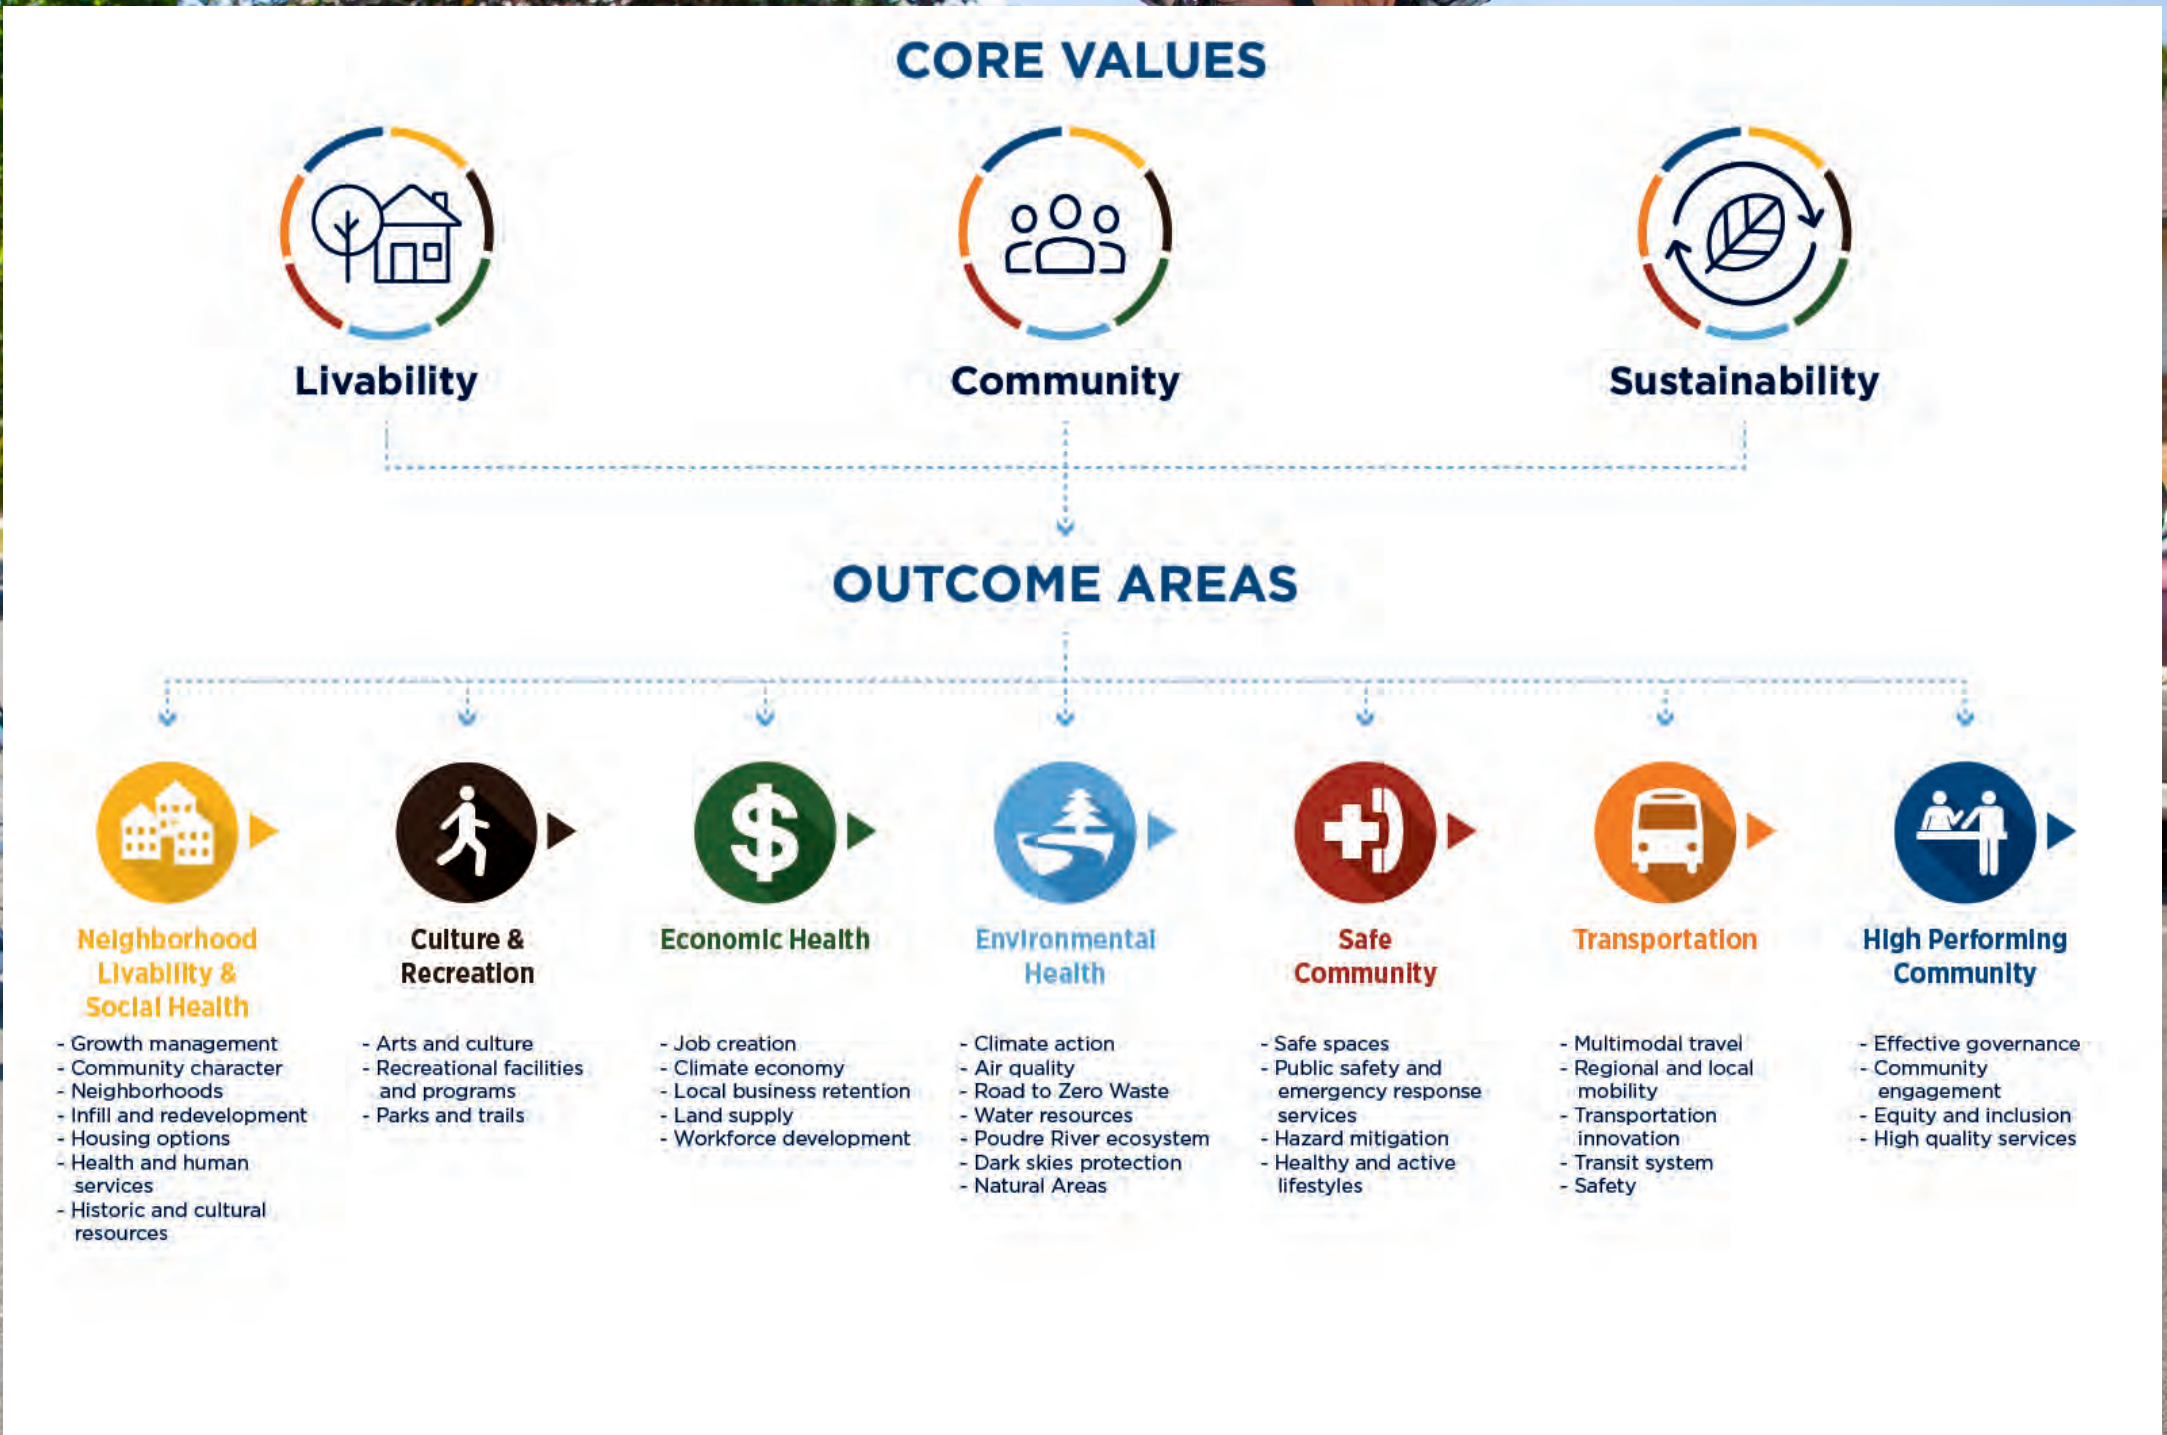 CORE VALUES
Livability
Community
Sustainability
OUTCOME AREAS
Neighborhood
Livability &
Social Health
- Growth management
- Community character
- Neighborhoods
- Infill and redevelopment
- Housing options
- Health and human
services
- Historic and cultural
resources
Culture &
Recreation
- Arts and culture
- Recreational facilities
and programs
- Parks and trails
Economic Health
- Job creation
- Climate economy
- Local business retention
- Land supply
- Workforce development
Environmental
Health
- Climate action
- Air quality
- Road to Zero Waste
- Water resources
- Poudre River ecosystem
- Dark skies protection
- Natural Areas
Safe
Community
- Safe spaces
- Public safety and
emergency response
services
- Hazard mitigation
- Healthy and active
lifestyles
Transportation
- Multimodal travel
- Regional and local
mobility
- Transportation
innovation
- Transit system
- Safety
High Performing
Community
- Effective governance
- Community
engagement
- Equity and inclusion
- High quality services